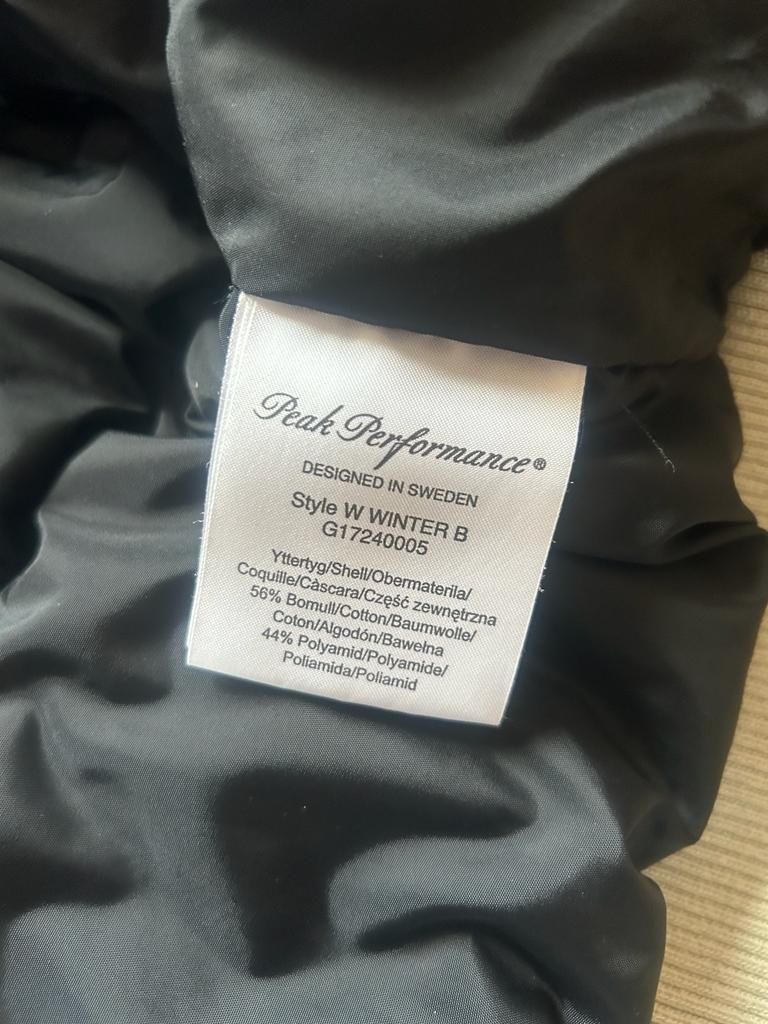 Peak Performance®
DESIGNED IN SWEDEN
Style W WINTER B
G17240005
Yttertyg/Shell/Obermaterila/
Coquille/Càscara/Część zewnętrzna
56% Bomull/Cotton/Baumwolle/
Coton/Algodón/Bawełna
44% Polyamid/Polyamide/
Poliamida/Poliamid